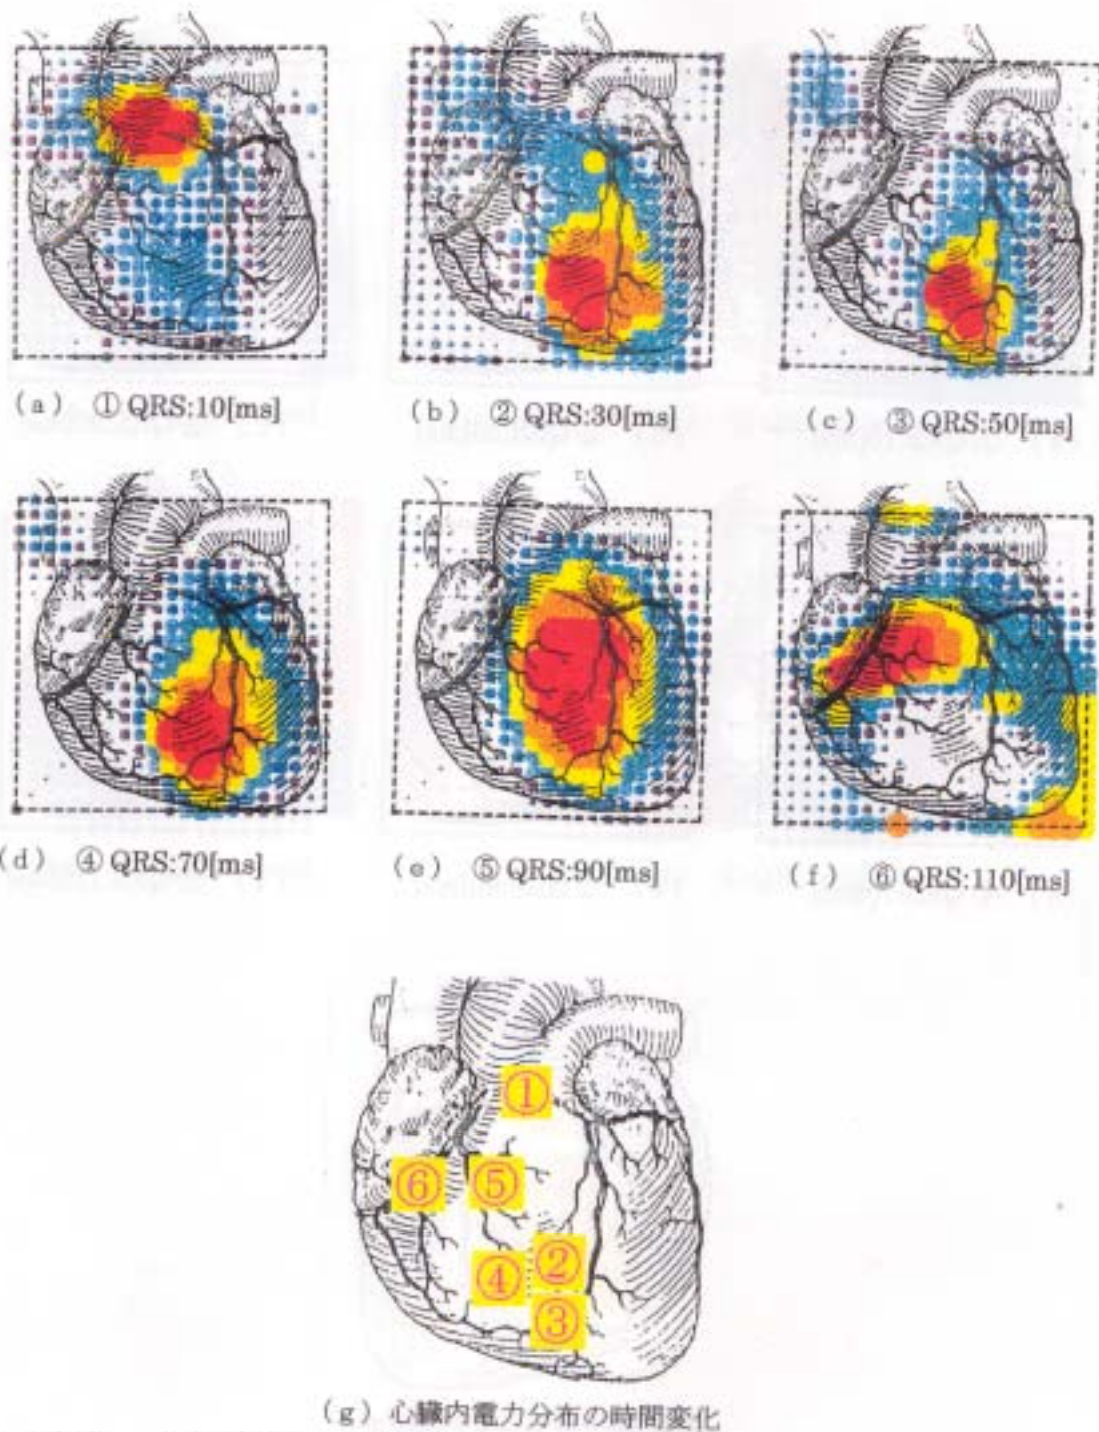 (a) ① QRS:10[ms]
(b) ② QRS:30[ms]
(c) ③ QRS:50[ms]
(d) ④ QRS:70[ms]
(e) ⑤ QRS:90[ms]
(f) ⑥ QRS:110[ms]
①
⑥ ⑤
④ ②
③
(g) 心臓内電力分布の時間変化